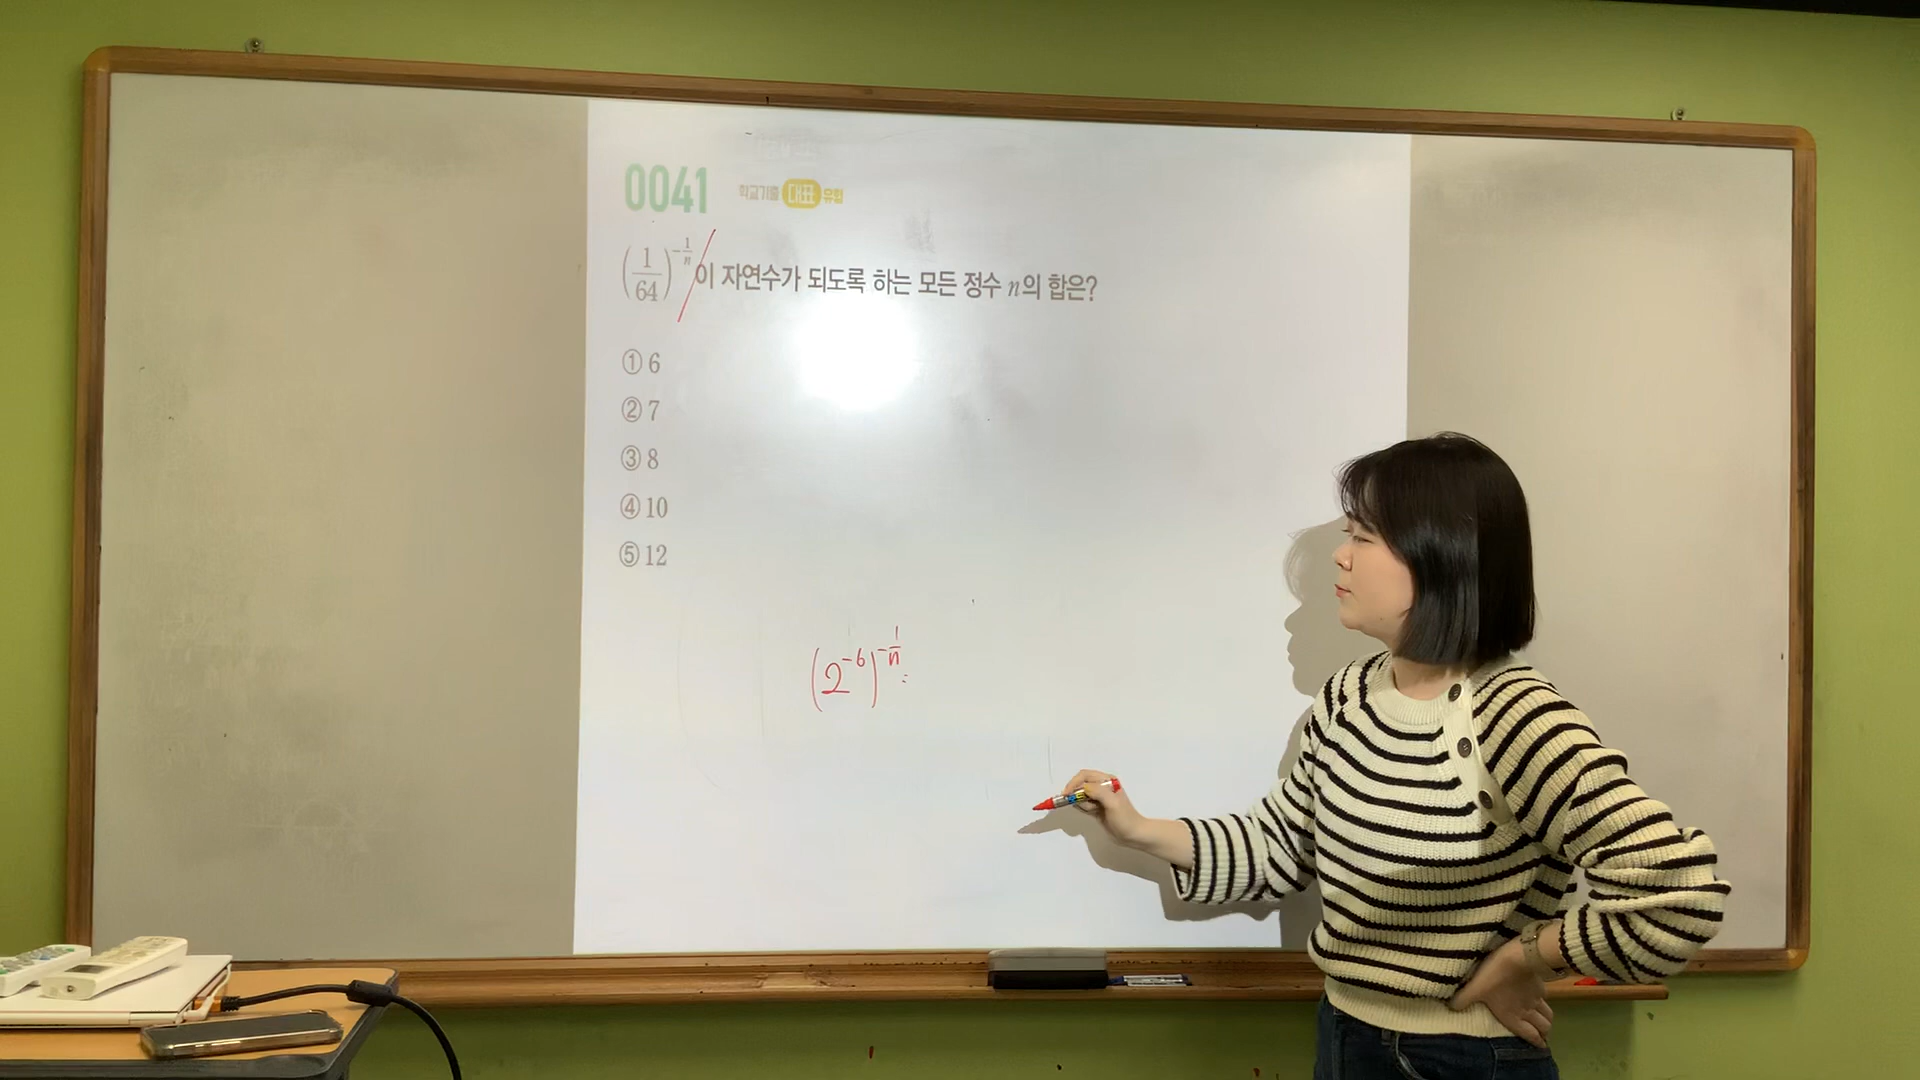 0041 학교기출 대표 유형
(1/64)^(-1/n) 이 자연수가 되도록 하는 모든 정수 n의 합은?
① 6
② 7
③ 8
④ 10
⑤ 12
(2^-6)^(-1/n) =